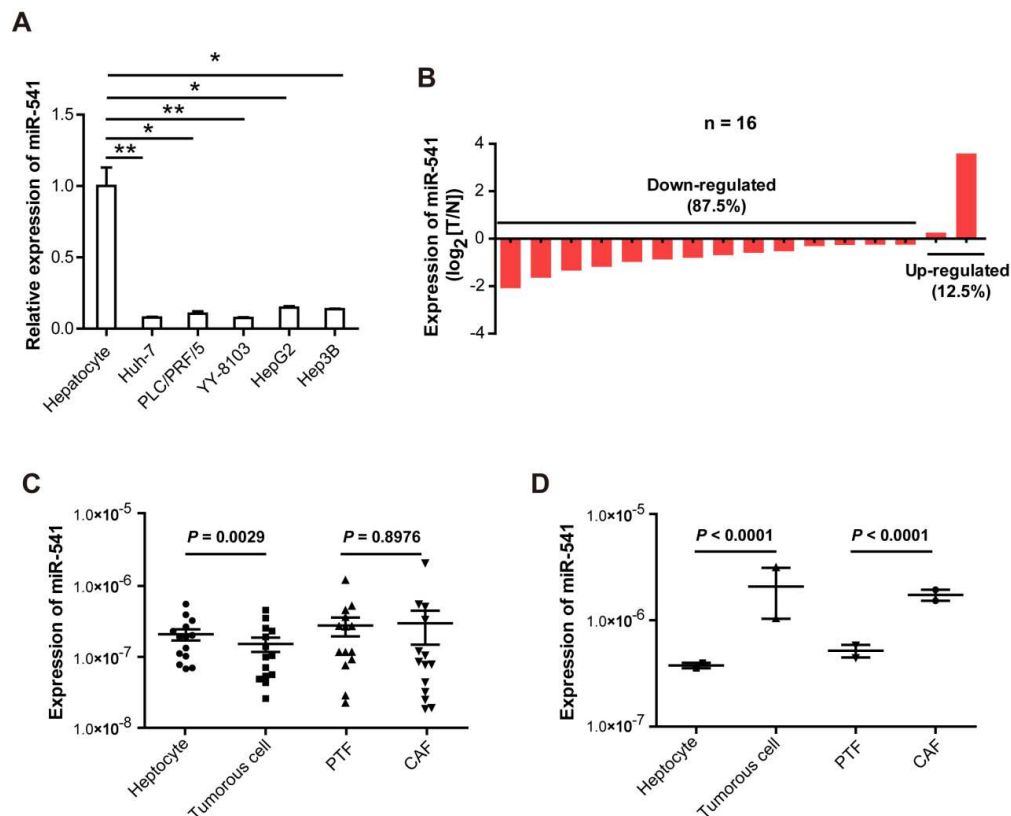 A
Relative expression of miR-541
1.5
1.0
0.5
0.0
*
*
**
*
**
Hepatocyte
Huh-7
PLC/PRF/5
YY-8103
HepG2
Hep3B
B
n = 16
Expression of miR-541
(log2 [T/N])
4
2
0
-2
-4
Down-regulated
(87.5%)
Up-regulated
(12.5%)
C
Expression of miR-541
1.0×10-5
1.0×10-6
1.0×10-7
1.0×10-8
P = 0.0029
P = 0.8976
Heptocyte
Tumorous cell
PTF
CAF
D
Expression of miR-541
1.0×10-5
1.0×10-6
1.0×10-7
P < 0.0001
P < 0.0001
Heptocyte
Tumorous cell
PTF
CAF